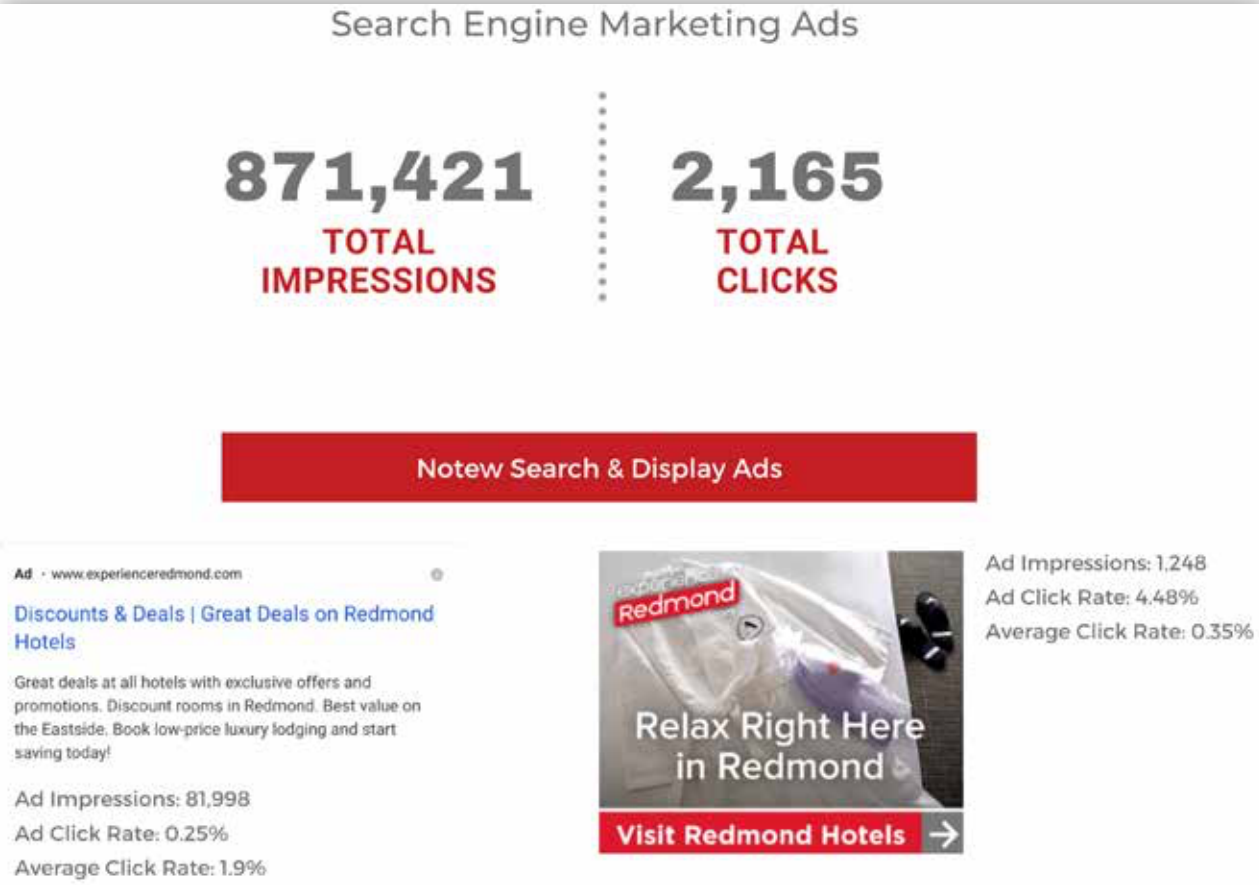 Search Engine Marketing Ads
871,421
TOTAL
IMPRESSIONS
2,165
TOTAL
CLICKS
Notew Search & Display Ads
Ad · www.experienceredmond.com
Discounts & Deals | Great Deals on Redmond
Hotels
Great deals at all hotels with exclusive offers and
promotions. Discount rooms in Redmond. Best value on
the Eastside. Book low-price luxury lodging and start
saving today!
Ad Impressions: 81,998
Ad Click Rate: 0.25%
Average Click Rate: 1.9%
experience
Redmond
Relax Right Here
in Redmond
Visit Redmond Hotels
Ad Impressions: 1,248
Ad Click Rate: 4.48%
Average Click Rate: 0.35%